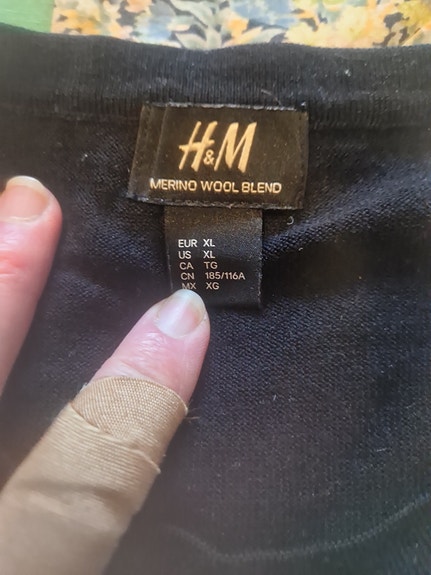 H&M
MERINO WOOL BLEND
EUR XL
US XL
CA TG
CN 185/116A
MX XG